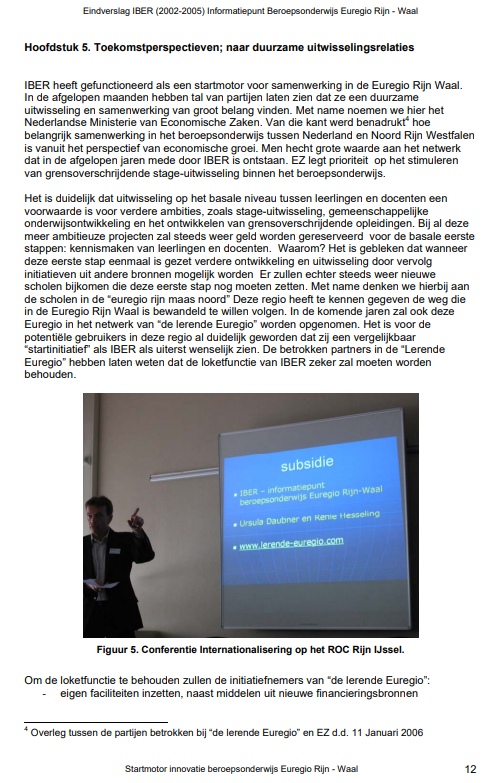 Eindverslag IBER (2002-2005) Informatiepunt Beroepsonderwijs Euregio Rijn - Waal
Hoofdstuk 5. Toekomstperspectieven; naar duurzame uitwisselingsrelaties
IBER heeft gefunctioneerd als een startmotor voor samenwerking in de Euregio Rijn Waal.
In de afgelopen maanden hebben tal van partijen laten zien dat ze een duurzame
uitwisseling en samenwerking van groot belang vinden. Met name noemen we hier het
Nederlandse Ministerie van Economische Zaken. Van die kant werd benadrukt4 hoe
belangrijk samenwerking in het beroepsonderwijs tussen Nederland en Noord Rijn Westfalen
is vanuit het perspectief van economische groei. Men hecht grote waarde aan het netwerk
dat in de afgelopen jaren mede door IBER is ontstaan. EZ legt prioriteit op het stimuleren
van grensoverschrijdende stage-uitwisseling binnen het beroepsonderwijs.
Het is duidelijk dat uitwisseling op het basale niveau tussen leerlingen en docenten een
voorwaarde is voor verdere ambities, zoals stage-uitwisseling, gemeenschappelijke
onderwijsontwikkeling en het ontwikkelen van grensoverschrijdende opleidingen. Bij al deze
meer ambitieuze projecten zal steeds weer geld worden gereserveerd voor de basale eerste
stappen: kennismaken van leerlingen en docenten. Waarom? Het is gebleken dat wanneer
deze eerste stap eenmaal is gezet verdere ontwikkeling en uitwisseling door vervolg
initiatieven uit andere bronnen mogelijk worden Er zullen echter steeds weer nieuwe
scholen bijkomen die deze eerste stap nog moeten zetten. Met name denken we hierbij aan
de scholen in de “euregio rijn maas noord” Deze regio heeft te kennen gegeven de weg die
in de Euregio Rijn Waal is bewandeld te willen volgen. In de komende jaren zal ook deze
Euregio in het netwerk van “de lerende Euregio” worden opgenomen. Het is voor de
potentiële gebruikers in deze regio al duidelijk geworden dat zij een vergelijkbaar
“startinitiatief” als IBER als uiterst wenselijk zien. De betrokken partners in de “Lerende
Euregio” hebben laten weten dat de loketfunctie van IBER zeker zal moeten worden
behouden.
subsidie
IBER – informatiepunt
beroepsonderwijs Euregio Rijn-Waal
Ursula Daubner en Kenie Hesseling
www.lerende-euregio.com
Figuur 5. Conferentie Internationalisering op het ROC Rijn IJssel.
Om de loketfunctie te behouden zullen de initiatiefnemers van “de lerende Euregio”:
- eigen faciliteiten inzetten, naast middelen uit nieuwe financieringsbronnen
4 Overleg tussen de partijen betrokken bij “de lerende Euregio” en EZ d.d. 11 Januari 2006
Startmotor innovatie beroepsonderwijs Euregio Rijn - Waal 12